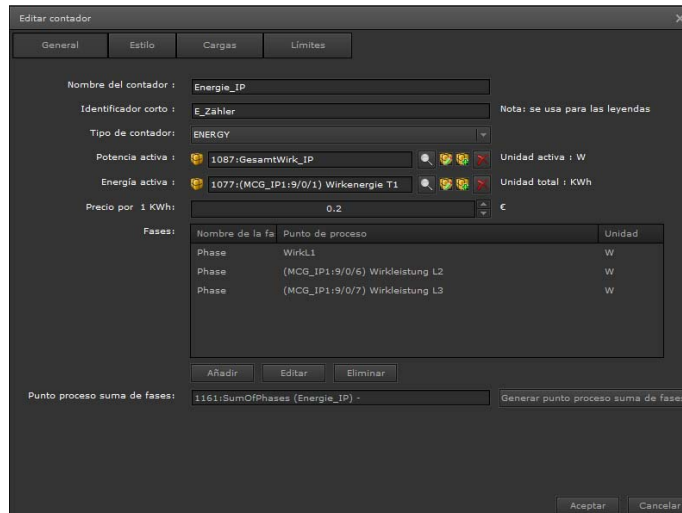 Editar contador
General Estilo Cargas Límites
Nombre del contador : Energie_IP
Identificador corto : E_Zähler Nota: se usa para las leyendas
Tipo de contador: ENERGY
Potencia activa : 1087:GesamtWirk_IP Unidad activa : W
Energía activa : 1077:(MCG_IP1:9/0/1) Wirkenergie T1 Unidad total : KWh
Precio por 1 KWh: 0.2 €
Fases: Nombre de la fa Punto de proceso Unidad
Phase WirkL1 W
Phase (MCG_IP1:9/0/6) Wirkleistung L2 W
Phase (MCG_IP1:9/0/7) Wirkleistung L3 W
Añadir Editar Eliminar
Punto proceso suma de fases: 1161:SumOfPhases (Energie_IP) - Generar punto proceso suma de fases
Aceptar Cancelar